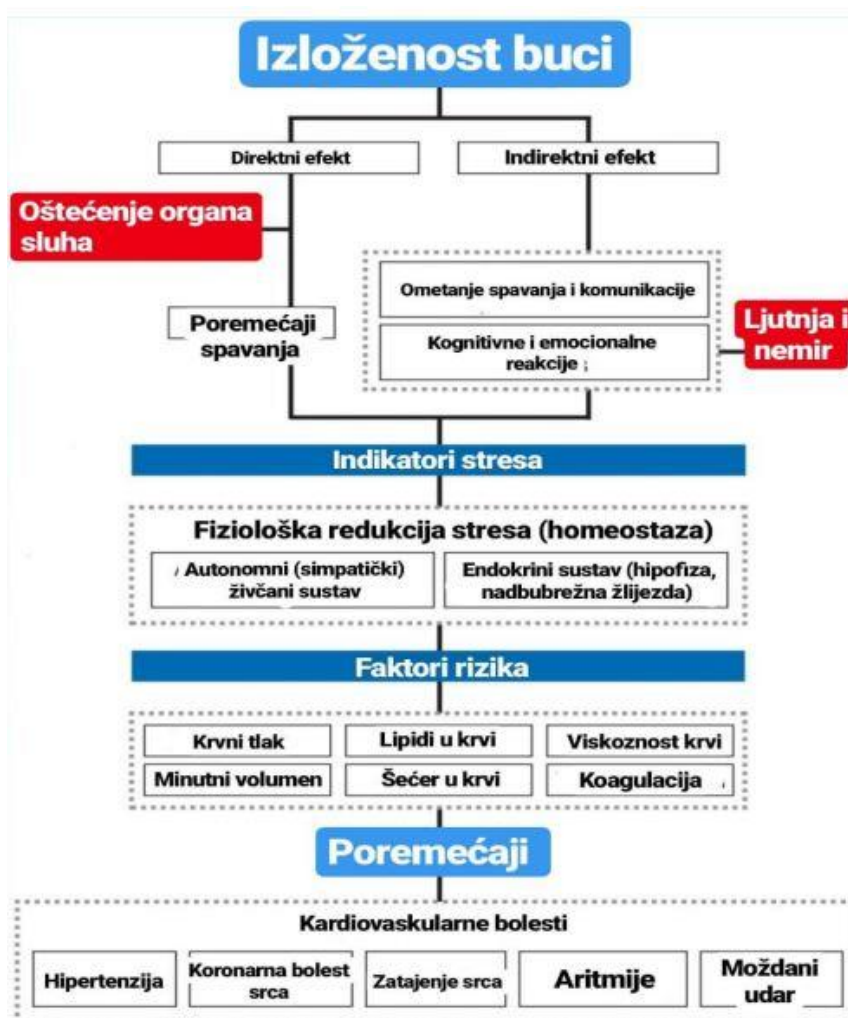 Izloženost buci
Direktni efekt
Indirektni efekt
Oštećenje organa
sluha
Ometanje spavanja i komunikacije
Poremećaji
spavanja
Kognitivne i emocionalne
reakcije ;
Ljutnja i
nemir
Indikatori stresa
Fiziološka redukcija stresa (homeostaza)
Autonomni (simpatički)
živčani sustav
Endokrini sustav (hipofiza,
nadbubrežna žlijezda)
Faktori rizika
Krvni tlak
Lipidi u krvi
Viskoznost krvi
Minutni volumen
Šećer u krvi
Koagulacija
Poremećaji
Kardiovaskularne bolesti
Hipertenzija
Koronarna bolest
srca
Zatajenje srca
Aritmije
Moždani
udar